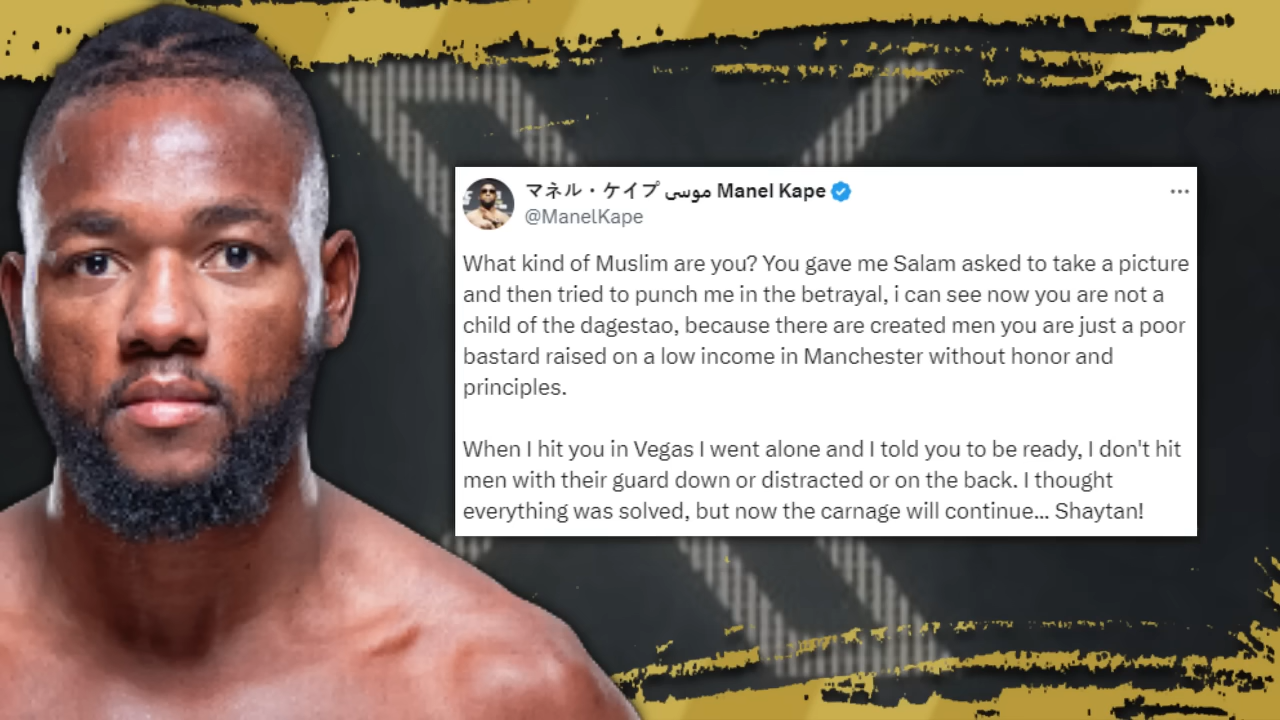 マネル・ケイプ موسى Manel Kape
@ManelKape
What kind of Muslim are you? You gave me Salam asked to take a picture
and then tried to punch me in the betrayal, i can see now you are not a
child of the dagestao, because there are created men you are just a poor
bastard raised on a low income in Manchester without honor and
principles.
When I hit you in Vegas I went alone and I told you to be ready, I don't hit
men with their guard down or distracted or on the back. I thought
everything was solved, but now the carnage will continue... Shaytan!